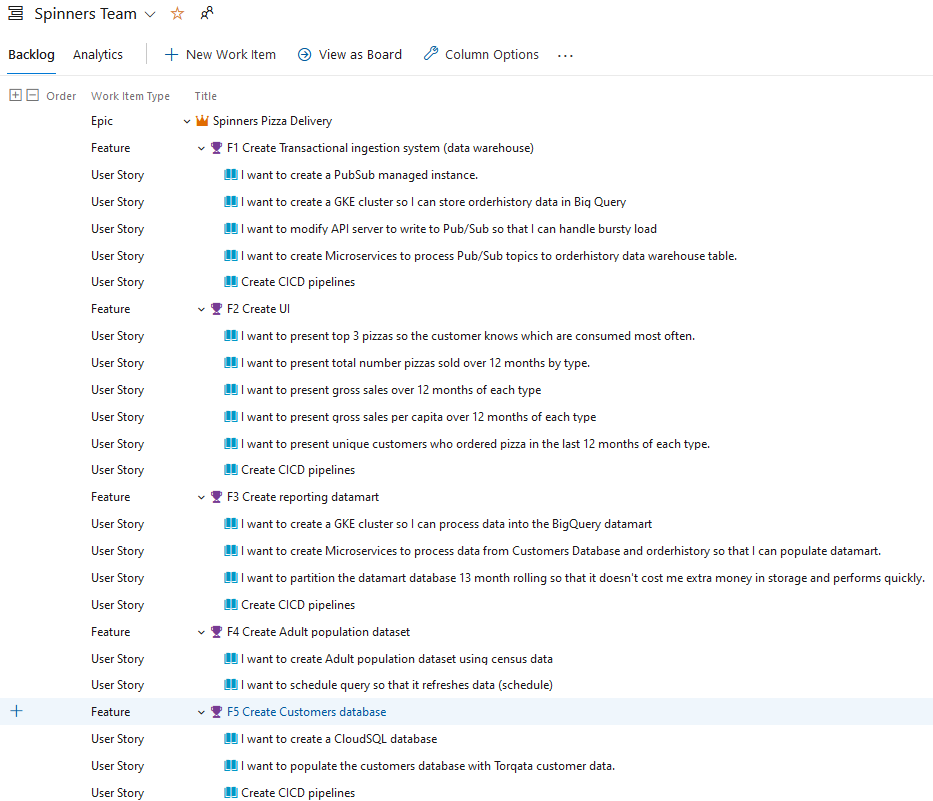 Spinners Team
Backlog Analytics New Work Item View as Board Column Options ...
Order Work Item Type Title
Epic Spinners Pizza Delivery
Feature F1 Create Transactional ingestion system (data warehouse)
User Story I want to create a PubSub managed instance.
User Story I want to create a GKE cluster so I can store orderhistory data in Big Query
User Story I want to modify API server to write to Pub/Sub so that I can handle bursty load
User Story I want to create Microservices to process Pub/Sub topics to orderhistory data warehouse table.
User Story Create CICD pipelines
Feature F2 Create UI
User Story I want to present top 3 pizzas so the customer knows which are consumed most often.
User Story I want to present total number pizzas sold over 12 months by type.
User Story I want to present gross sales over 12 months of each type
User Story I want to present gross sales per capita over 12 months of each type
User Story I want to present unique customers who ordered pizza in the last 12 months of each type.
User Story Create CICD pipelines
Feature F3 Create reporting datamart
User Story I want to create a GKE cluster so I can process data into the BigQuery datamart
User Story I want to create Microservices to process data from Customers Database and orderhistory so that I can populate datamart.
User Story I want to partition the datamart database 13 month rolling so that it doesn't cost me extra money in storage and performs quickly.
User Story Create CICD pipelines
Feature F4 Create Adult population dataset
User Story I want to create Adult population dataset using census data
User Story I want to schedule query so that it refreshes data (schedule)
Feature F5 Create Customers database
User Story I want to create a CloudSQL database
User Story I want to populate the customers database with Torqata customer data.
User Story Create CICD pipelines